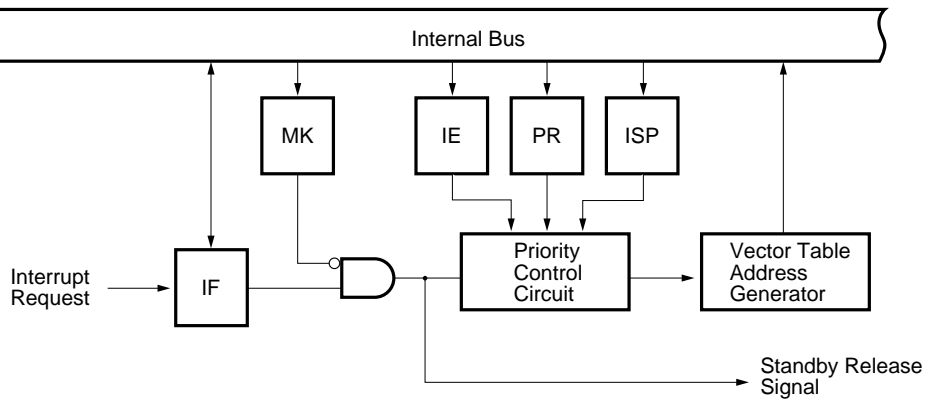 Internal Bus
MK
IE
PR
ISP
Interrupt
Request
IF
Priority
Control
Circuit
Vector Table
Address
Generator
Standby Release
Signal